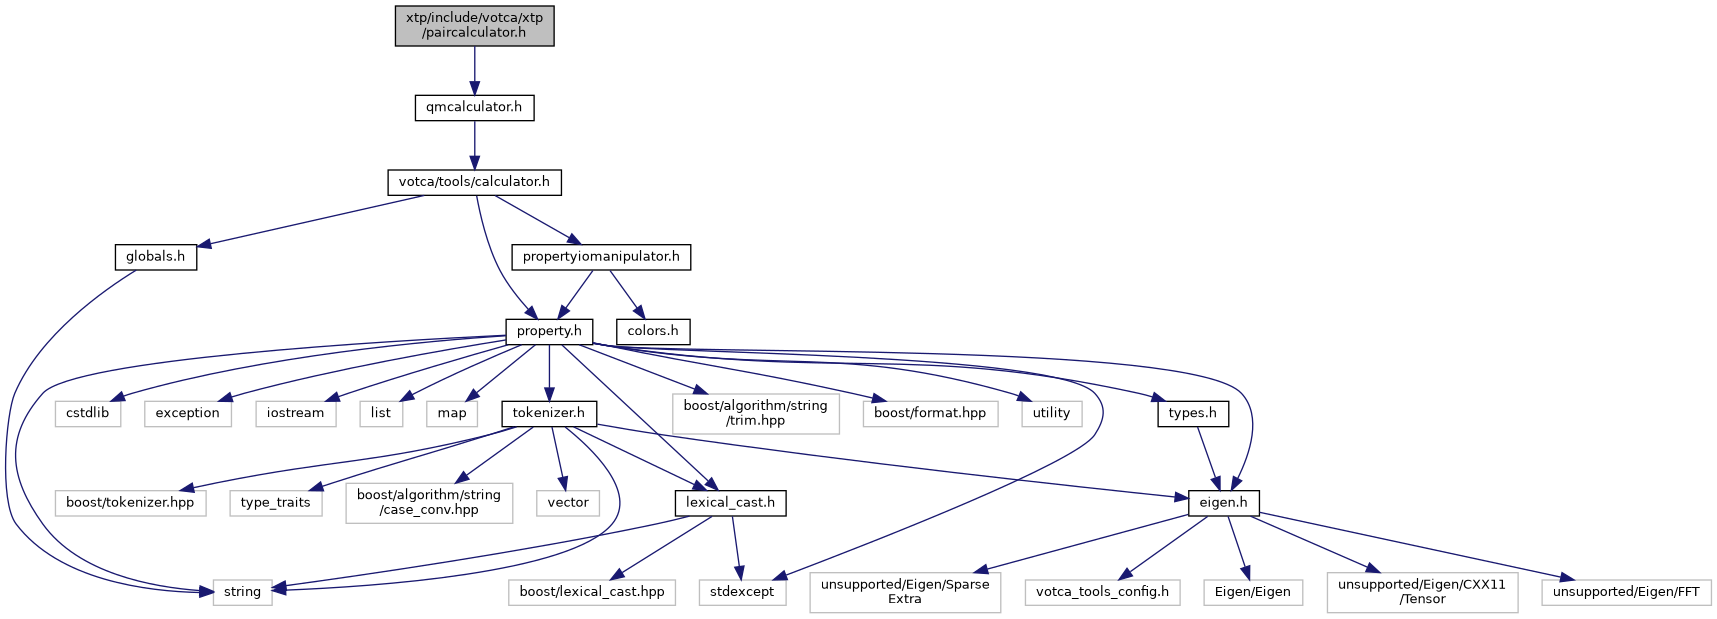 xtp/include/votca/xtp
/paircalculator.h
qmcalculator.h
votca/tools/calculator.h
globals.h
propertyiomanipulator.h
property.h
colors.h
cstdlib
exception
iostream
list
map
tokenizer.h
boost/algorithm/string
/trim.hpp
boost/format.hpp
utility
types.h
boost/tokenizer.hpp
type_traits
boost/algorithm/string
/case_conv.hpp
vector
lexical_cast.h
eigen.h
string
boost/lexical_cast.hpp
stdexcept
unsupported/Eigen/Sparse
Extra
votca_tools_config.h
Eigen/Eigen
unsupported/Eigen/CXX11
/Tensor
unsupported/Eigen/FFT